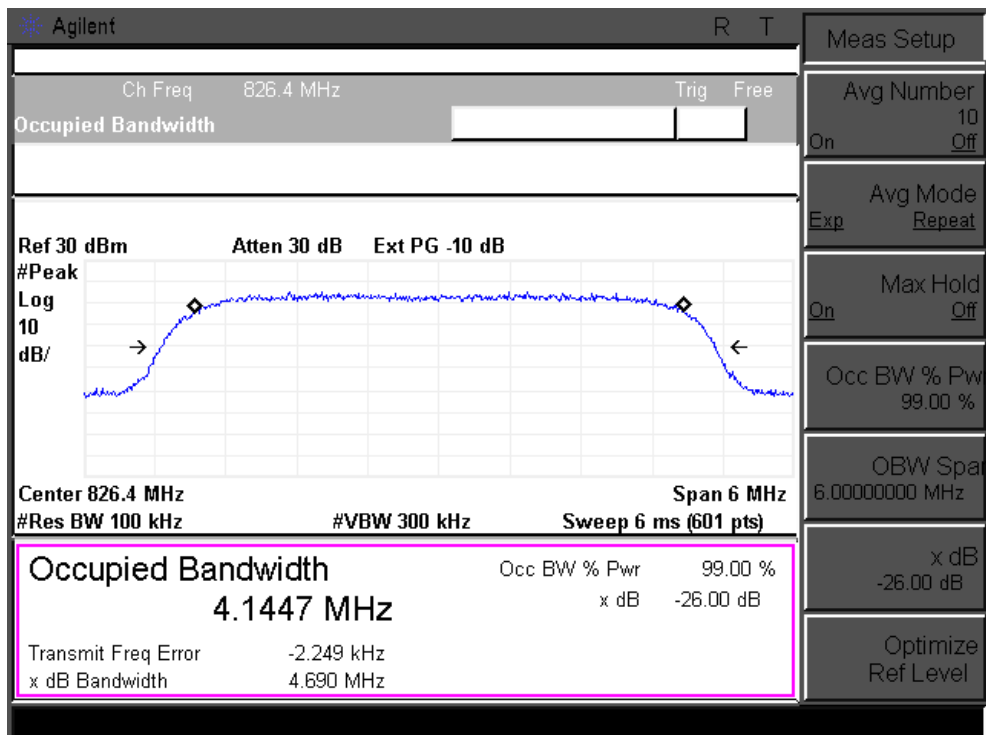 Agilent R T
Ch Freq 826.4 MHz Trig Free
Occupied Bandwidth
Ref 30 dBm Atten 30 dB Ext PG -10 dB
#Peak
Log
10
dB/
Center 826.4 MHz Span 6 MHz
#Res BW 100 kHz #VBW 300 kHz Sweep 6 ms (601 pts)
Occupied Bandwidth
4.1447 MHz
Occ BW % Pwr 99.00 %
x dB -26.00 dB
Transmit Freq Error -2.249 kHz
x dB Bandwidth 4.690 MHz
Meas Setup
Avg Number
10
On Off
Avg Mode
Exp Repeat
Max Hold
On Off
Occ BW % Pw
99.00 %
OBW Spa
6.00000000 MHz
x dB
-26.00 dB
Optimize
Ref Level